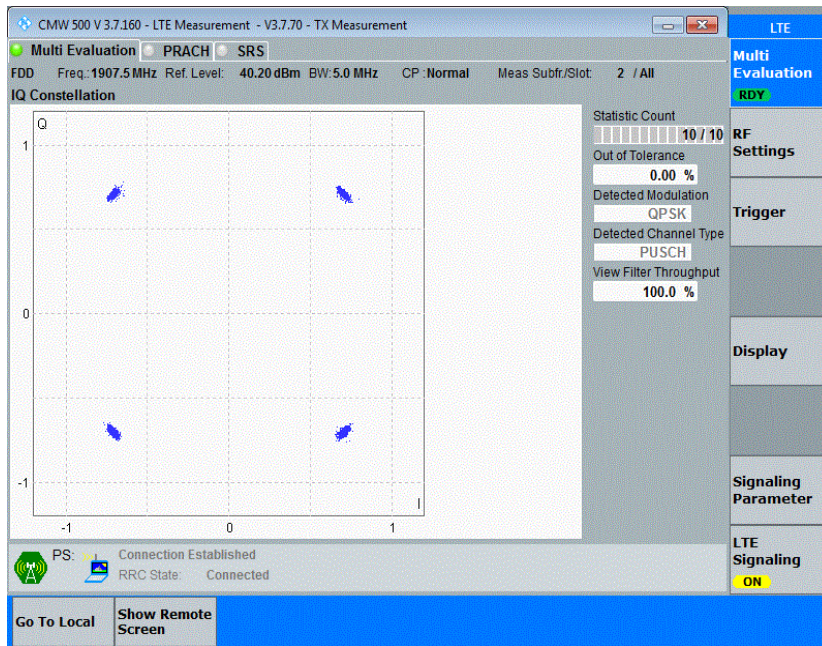 CMW 500 V 3.7.160 - LTE Measurement - V3.7.70 - TX Measurement
LTE
Multi Evaluation PRACH SRS
FDD Freq.: 1907.5 MHz Ref. Level: 40.20 dBm BW: 5.0 MHz CP : Normal Meas Subfr./Slot: 2 / All
IQ Constellation
Q
1
0
-1
I
-1 0 1
Statistic Count
10 / 10
Out of Tolerance
0.00 %
Detected Modulation
QPSK
Detected Channel Type
PUSCH
View Filter Throughput
100.0 %
Multi
Evaluation
RDY
RF
Settings
Trigger
Display
Signaling
Parameter
LTE
Signaling
ON
PS: Connection Established
RRC State: Connected
Go To Local
Show Remote
Screen